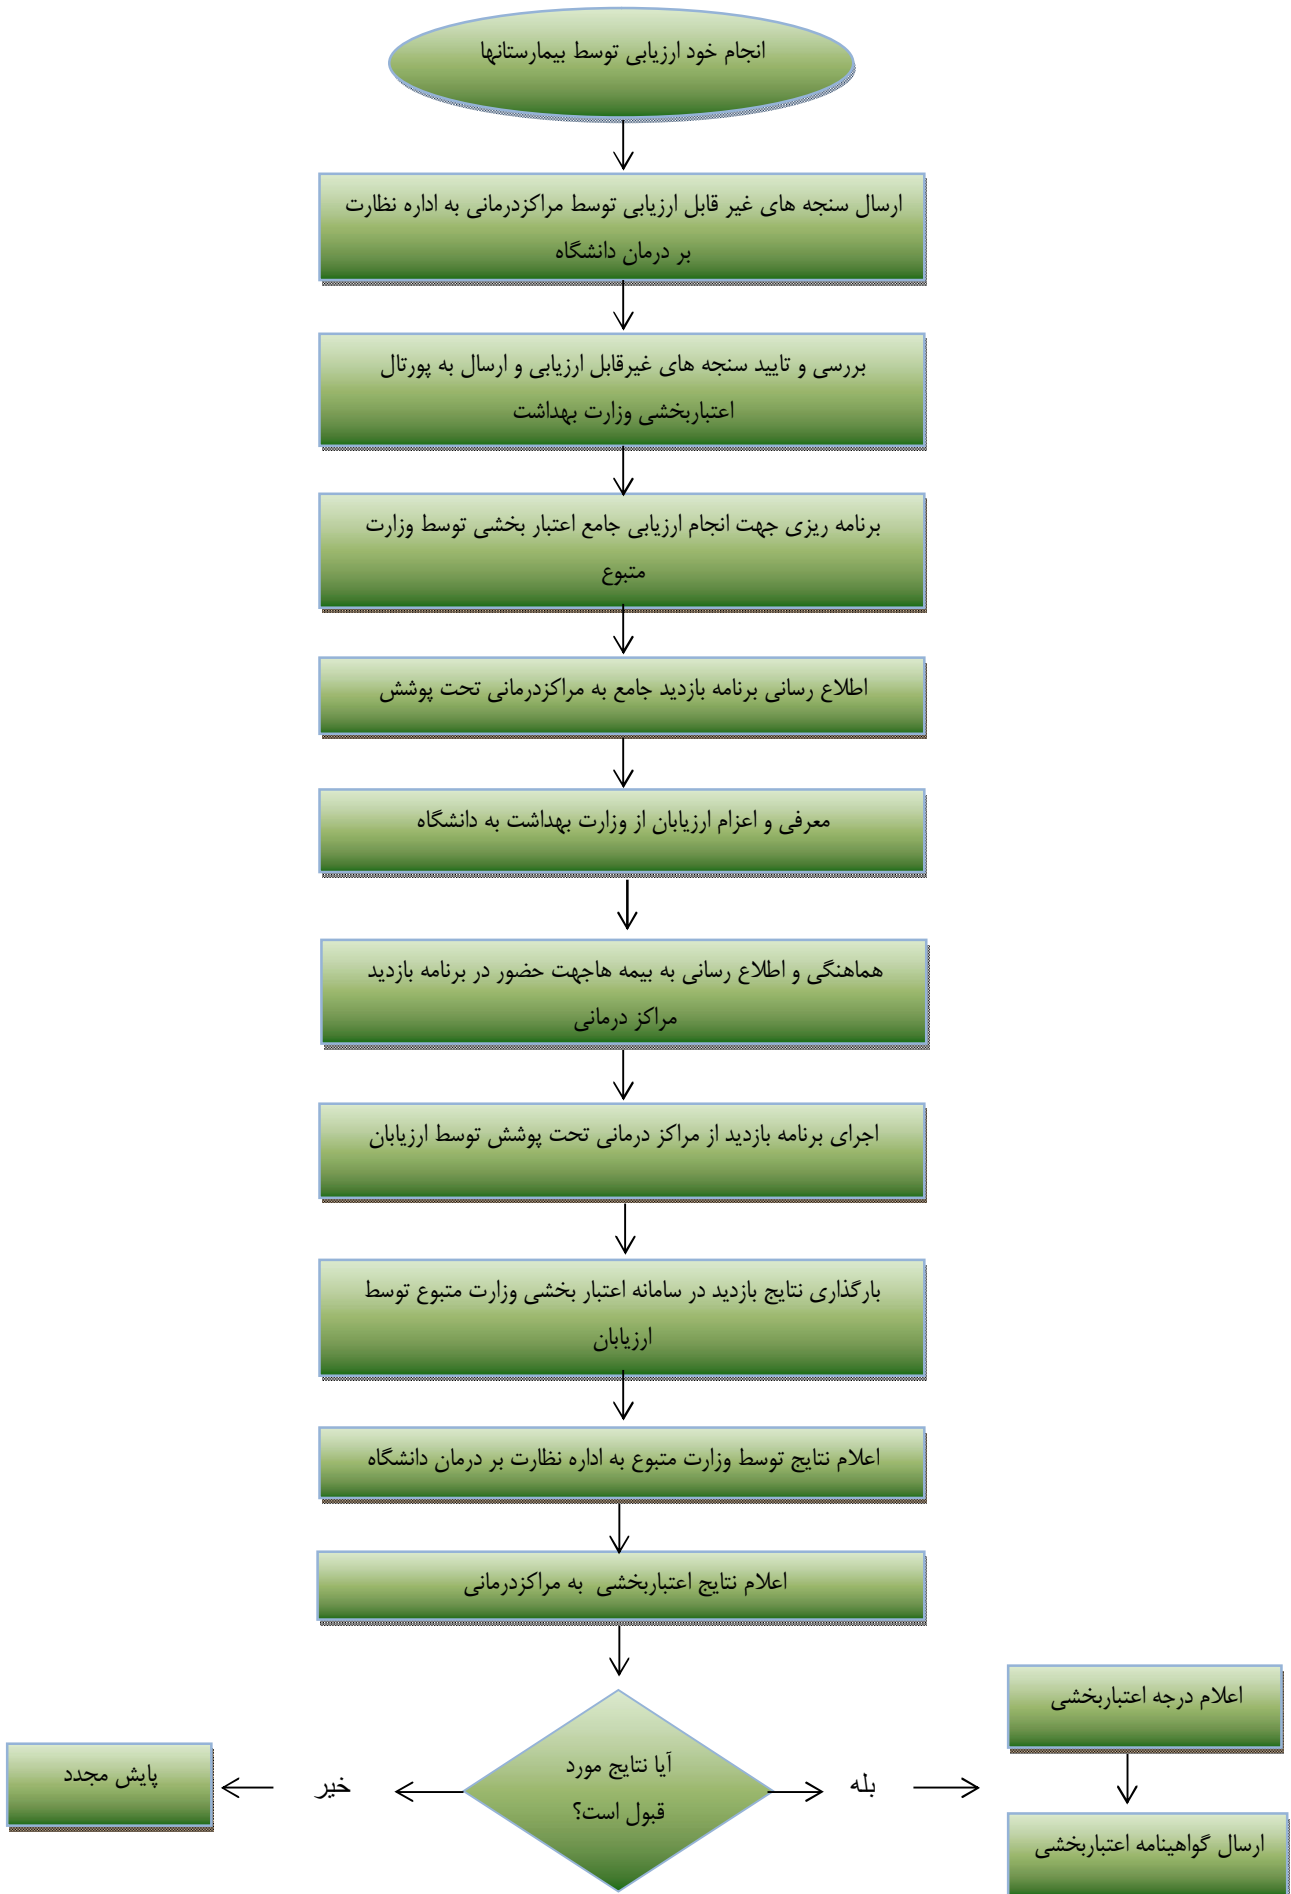 انجام خود ارزیابی توسط بیمارستانها
ارسال سنجه های غیر قابل ارزیابی توسط مراکزدرمانی به اداره نظارت
بر درمان دانشگاه
بررسی و تایید سنجه های غیرقابل ارزیابی و ارسال به پورتال
اعتباربخشی وزارت بهداشت
برنامه ریزی جهت انجام ارزیابی جامع اعتبار بخشی توسط وزارت
متبوع
اطلاع رسانی برنامه بازدید جامع به مراکزدرمانی تحت پوشش
معرفی و اعزام ارزیابان از وزارت بهداشت به دانشگاه
هماهنگی و اطلاع رسانی به بیمه هاجهت حضور در برنامه بازدید
مراکز درمانی
اجرای برنامه بازدید از مراکز درمانی تحت پوشش توسط ارزیابان
بارگذاری نتایج بازدید در سامانه اعتبار بخشی وزارت متبوع توسط
ارزیابان
اعلام نتایج توسط وزارت متبوع به اداره نظارت بر درمان دانشگاه
اعلام نتایج اعتباربخشی به مراکزدرمانی
آیا نتایج مورد
قبول است؟
بله
اعلام درجه اعتباربخشی
ارسال گواهینامه اعتباربخشی
خیر
پایش مجدد